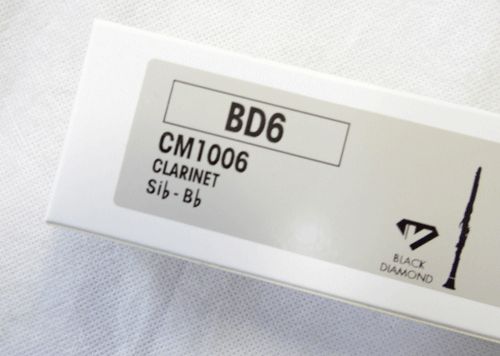 BD6
CM1006
CLARINET
Si♭ - B♭
BLACK
DIAMOND